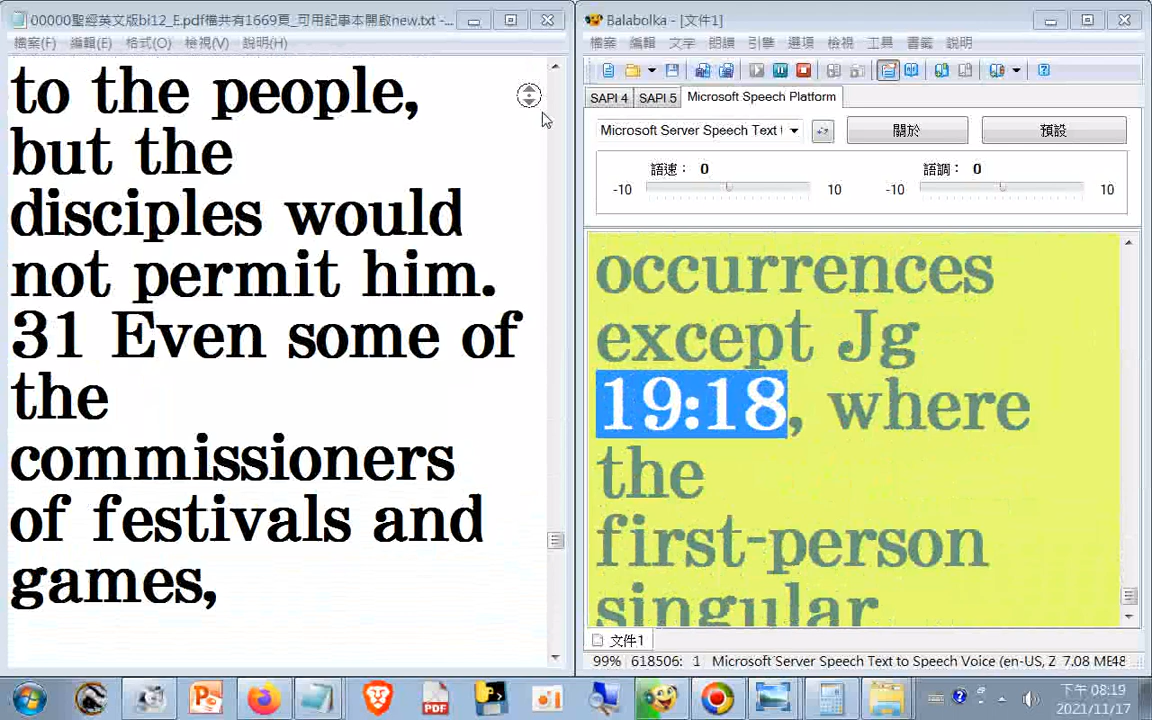 00000聖經英文版bi12_E.pdf檔共有1669頁_可用記事本開啟new.txt -...
檔案(F) 編輯(E) 格式(O) 檢視(V) 說明(H)
to the people,
but the
disciples would
not permit him.
31 Even some of
the
commissioners
of festivals and
games,
Balabolka - [文件1]
檔案 編輯 文字 朗讀 引擎 選項 檢視 工具 書籤 說明
SAPI 4 SAPI 5 Microsoft Speech Platform
Microsoft Server Speech Text 關於 預設
語速： 0 語調： 0
-10 10 -10 10
occurrences
except Jg
19:18, where
the
first-person
singular
文件1
99% 618506: 1 Microsoft Server Speech Text to Speech Voice (en-US, Z 7.08 ME48
PDF
下午 08:19
2021/11/17